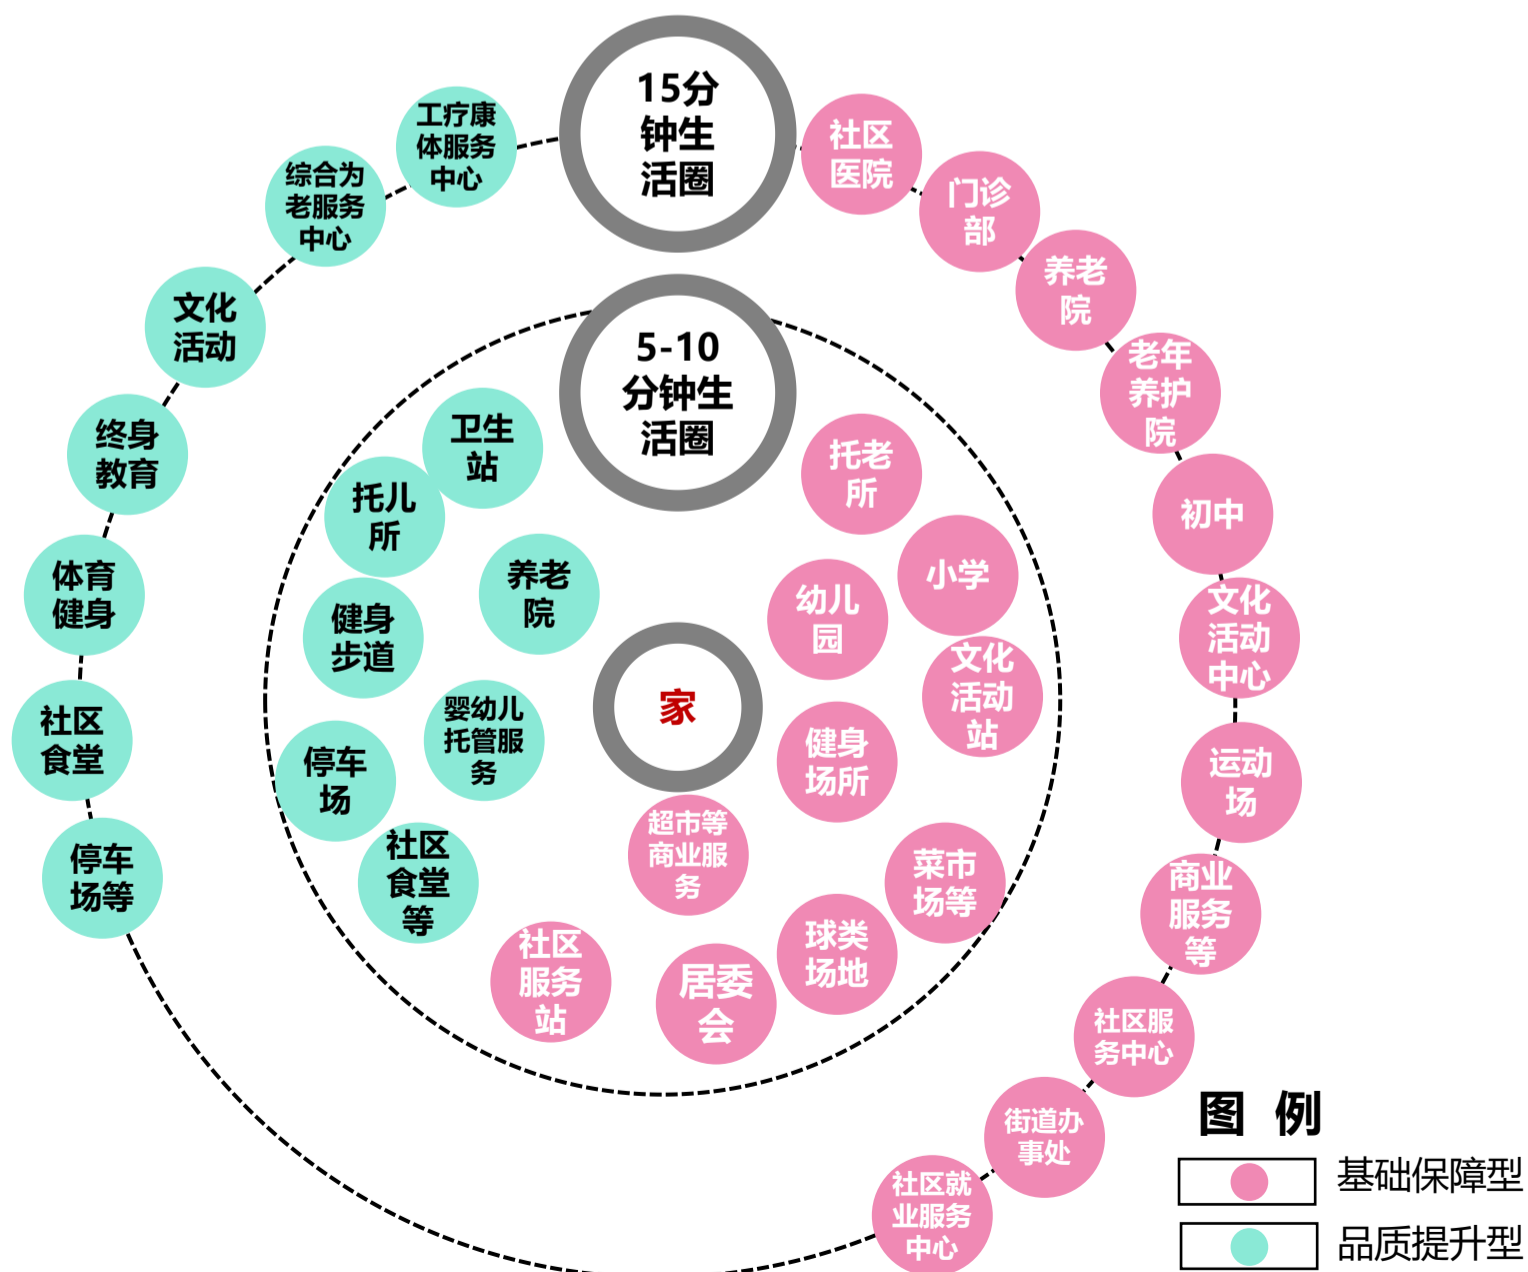 15分
钟生
活圈
工疗康
体服务
中心
综合为
老服务
中心
文化
活动
终身
教育
体育
健身
社区
食堂
停车
场等
社区
医院
门诊
部
养老
院
老年
养护
院
初中
文化
活动
中心
运动
场
商业
服务
等
社区服
务中心
街道办
事处
社区就
业服务
中心
5-10
分钟生
活圈
卫生
站
托儿
所
养老
院
健身
步道
婴幼儿
托管服
务
停车
场
社区
食堂
等
托老
所
小学
幼儿
园
文化
活动
站
健身
场所
超市等
商业服
务
菜市
场等
球类
场地
居委
会
社区
服务
站
家
图 例
基础保障型
品质提升型